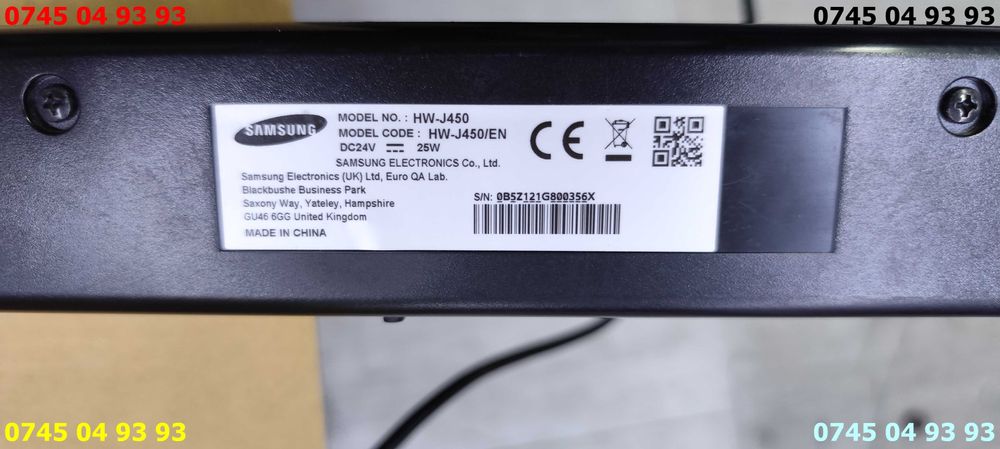 0745 04 93 93
0745 04 93 93
SAMSUNG
MODEL NO. : HW-J450
MODEL CODE : HW-J450/EN
DC24V 25W
SAMSUNG ELECTRONICS Co., Ltd.
Samsung Electronics (UK) Ltd, Euro QA Lab.
Blackbushe Business Park
Saxony Way, Yateley, Hampshire
GU46 6GG United Kingdom
MADE IN CHINA
CE
S/N: 0B5Z121G800356X
0745 04 93 93
0745 04 93 93